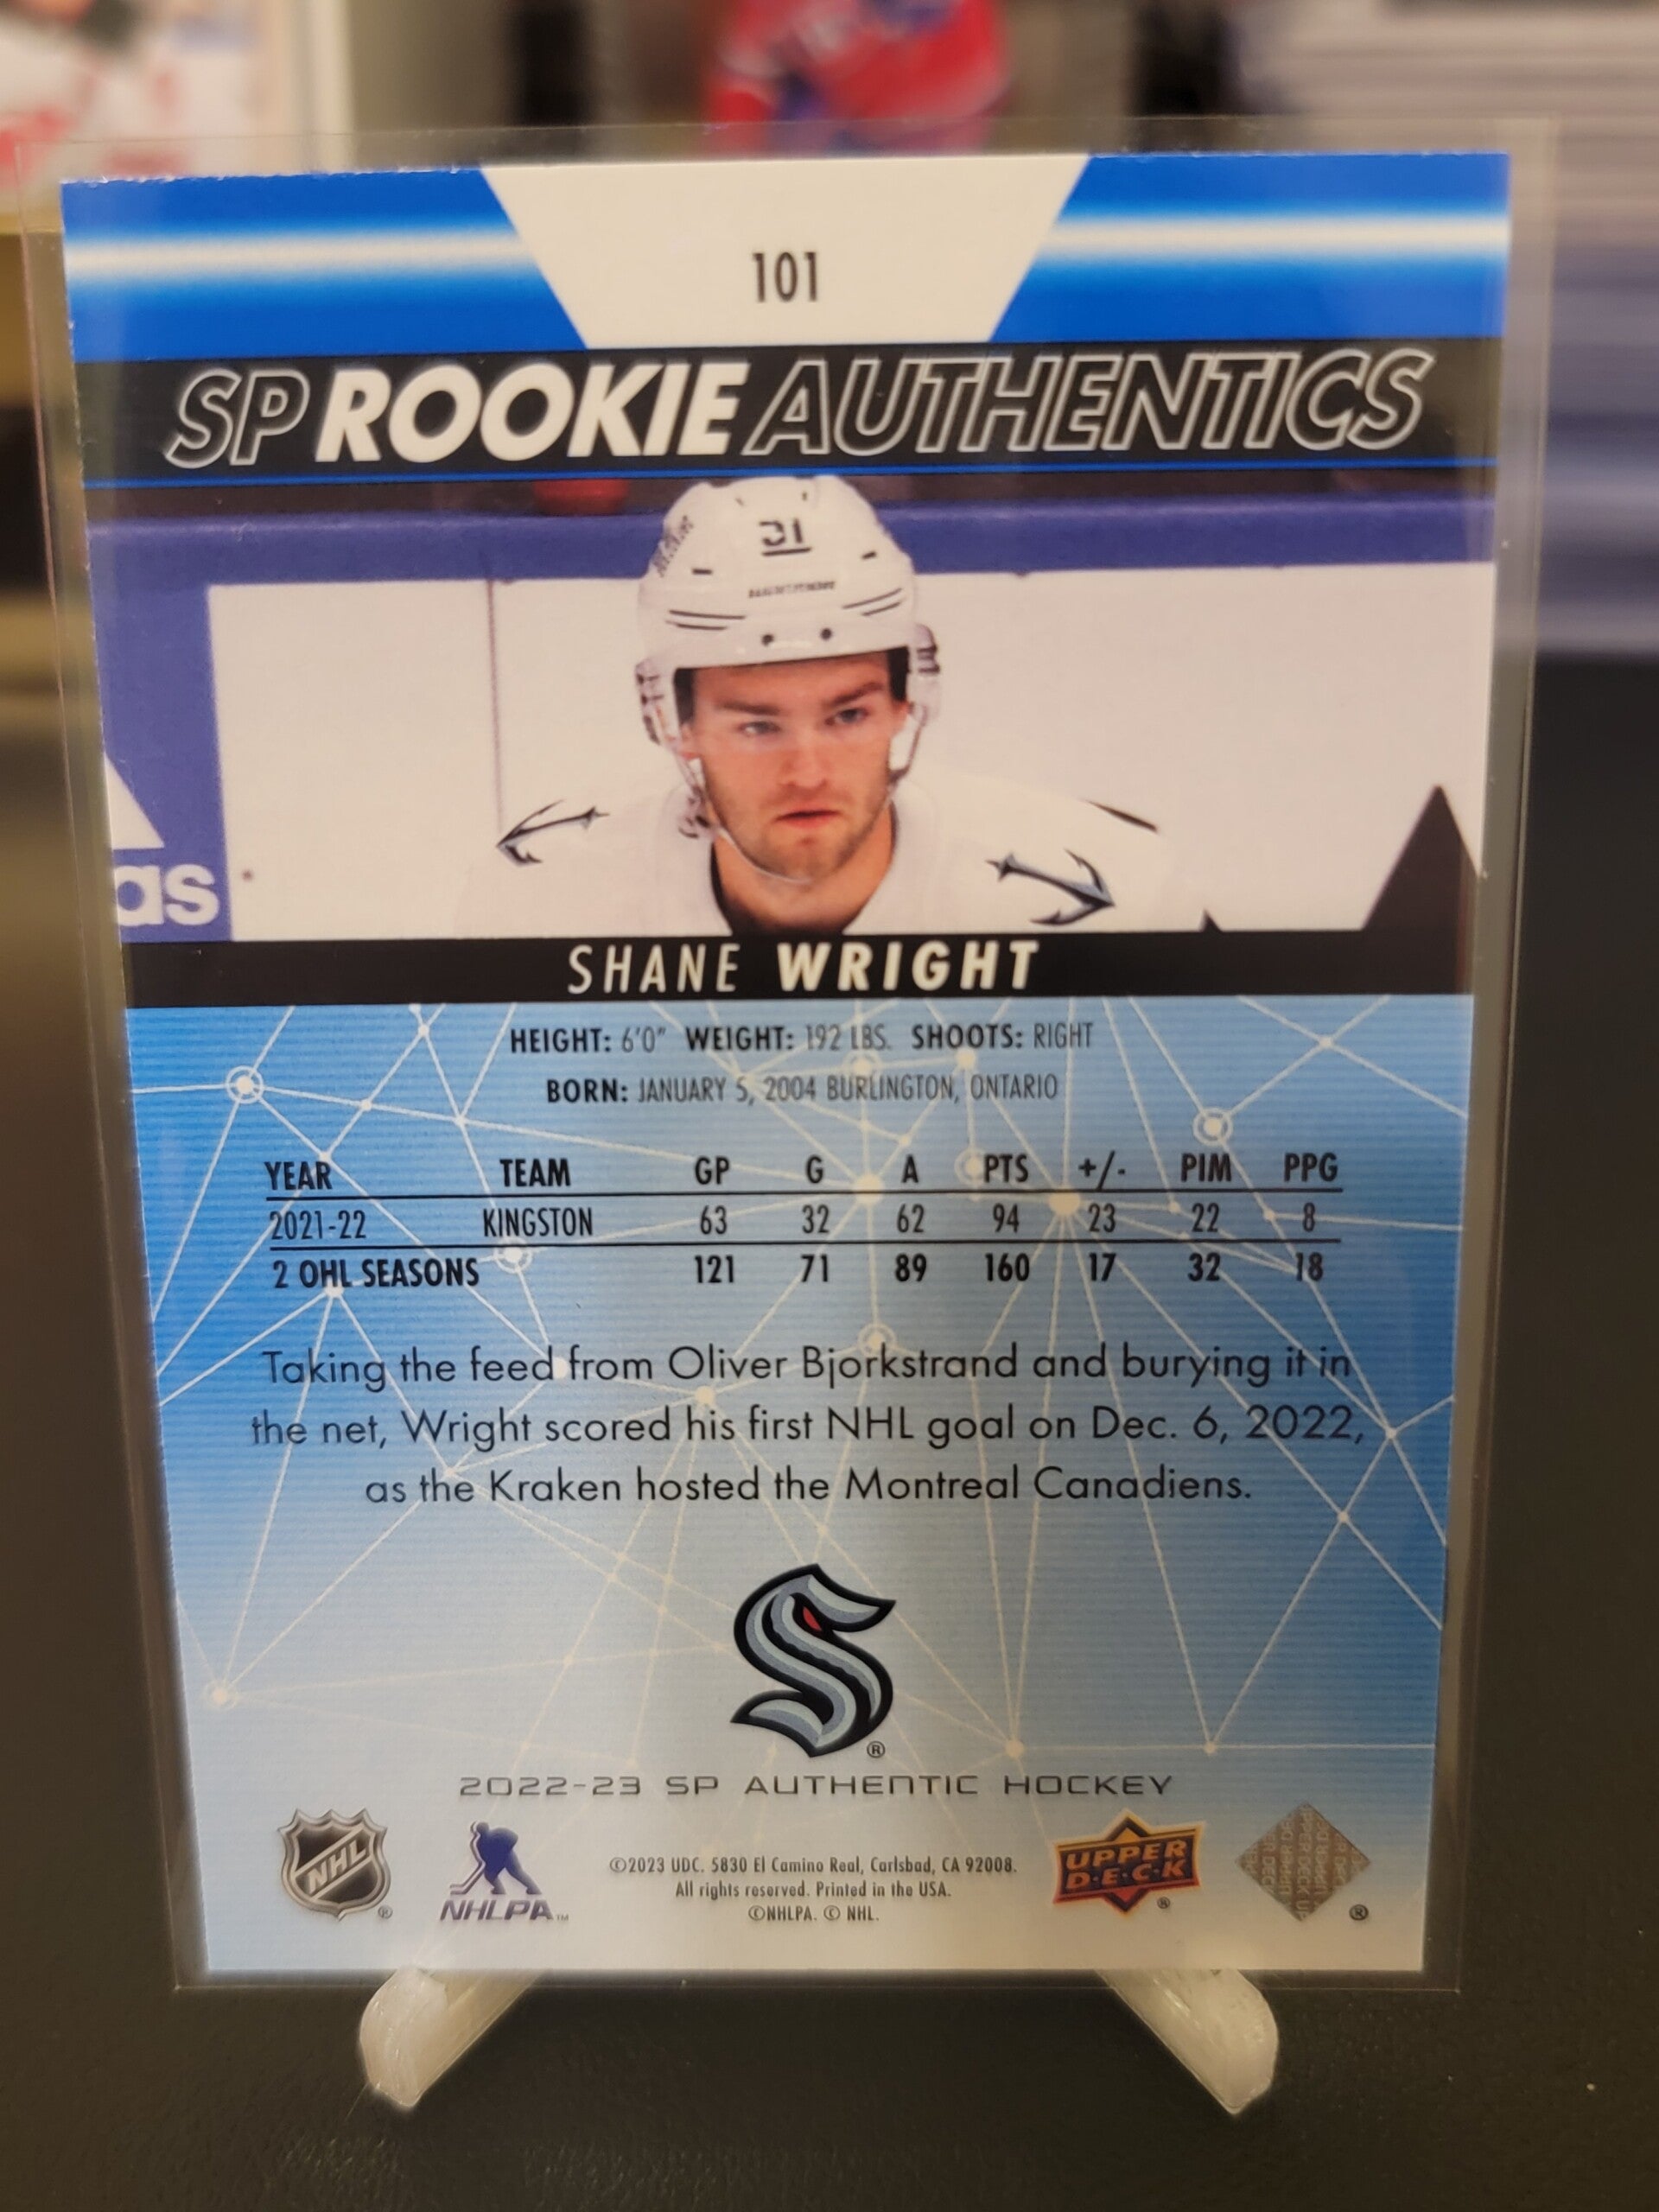 101
SP ROOKIE AUTHENTICS
as
SHANE WRIGHT
HEIGHT: 6'0" WEIGHT: 192 LBS. SHOOTS: RIGHT
BORN: JANUARY 5, 2004 BURLINGTON, ONTARIO
YEAR TEAM GP G A PTS +/- PIM PPG
2021-22 KINGSTON 63 32 62 94 23 22 8
2 OHL SEASONS 121 71 89 160 17 32 18
Taking the feed from Oliver Bjorkstrand and burying it in
the net, Wright scored his first NHL goal on Dec. 6, 2022,
as the Kraken hosted the Montreal Canadiens.
®
2022-23 SP AUTHENTIC HOCKEY
NHL ®
NHLPA™
©2023 UDC. 5830 El Camino Real, Carlsbad, CA 92008.
All rights reserved. Printed in the USA.
©NHLPA. © NHL.
UPPER
D·E·C·K ®
®